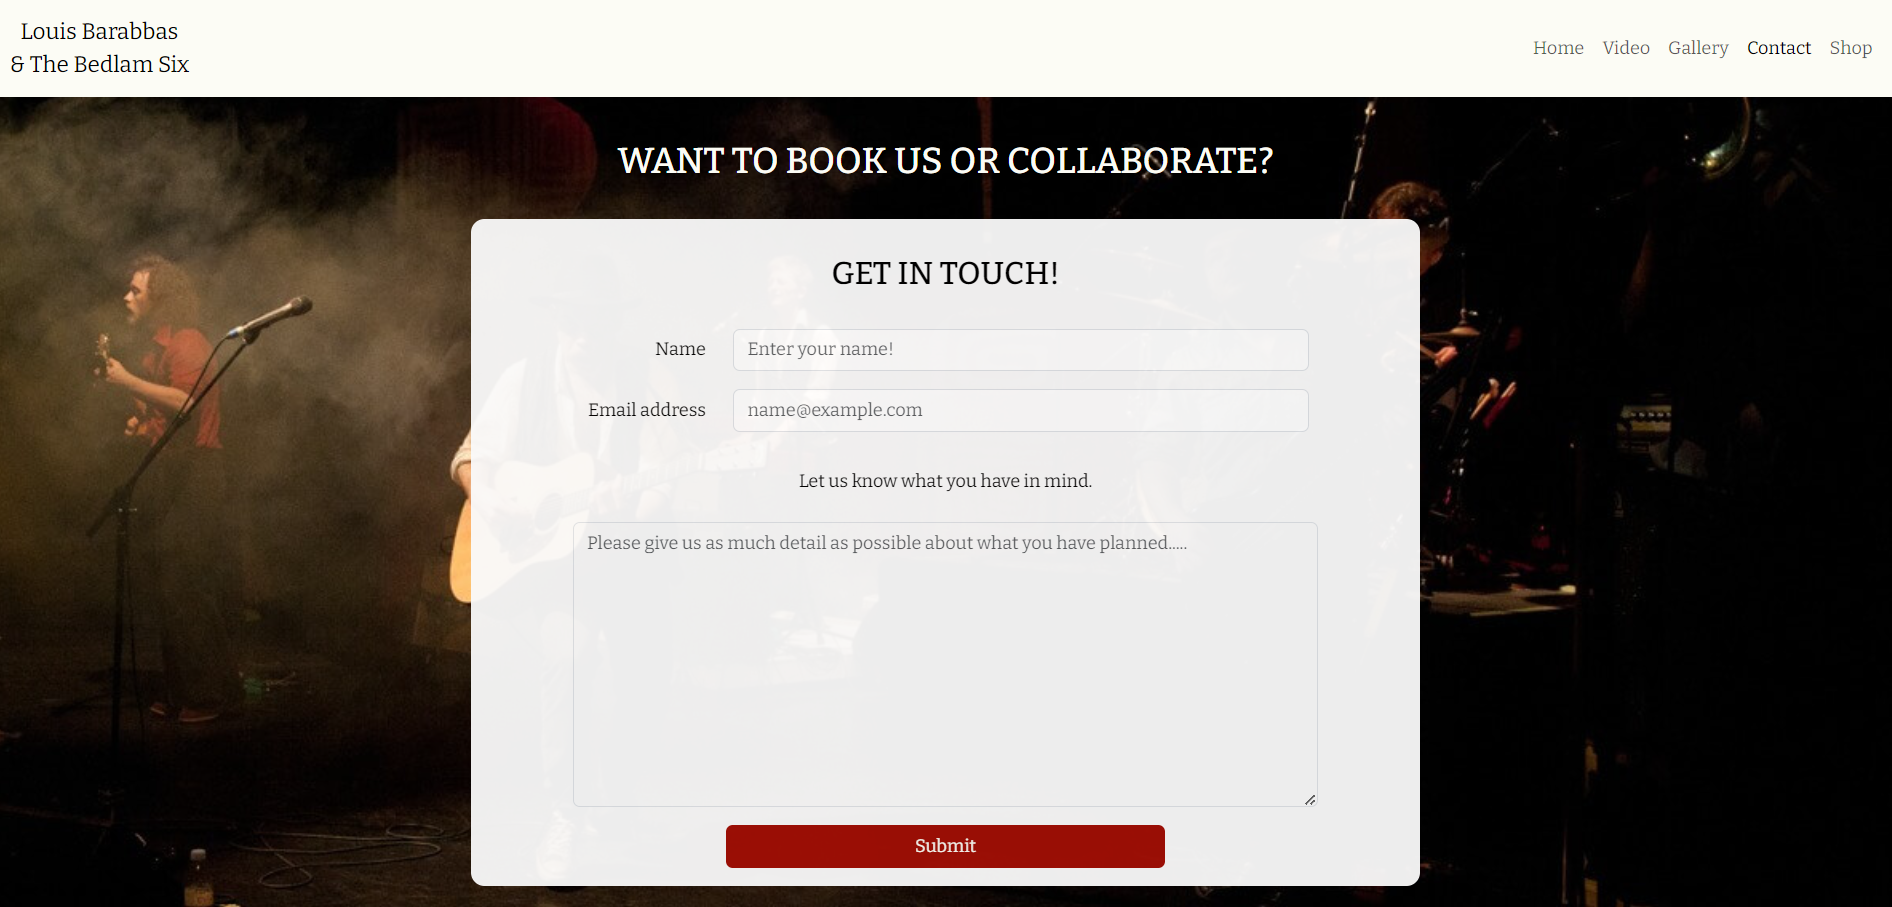 Louis Barabbas
& The Bedlam Six
Home Video Gallery Contact Shop
WANT TO BOOK US OR COLLABORATE?
GET IN TOUCH!
Name Enter your name!
Email address name@example.com
Let us know what you have in mind.
Please give us as much detail as possible about what you have planned.....
Submit